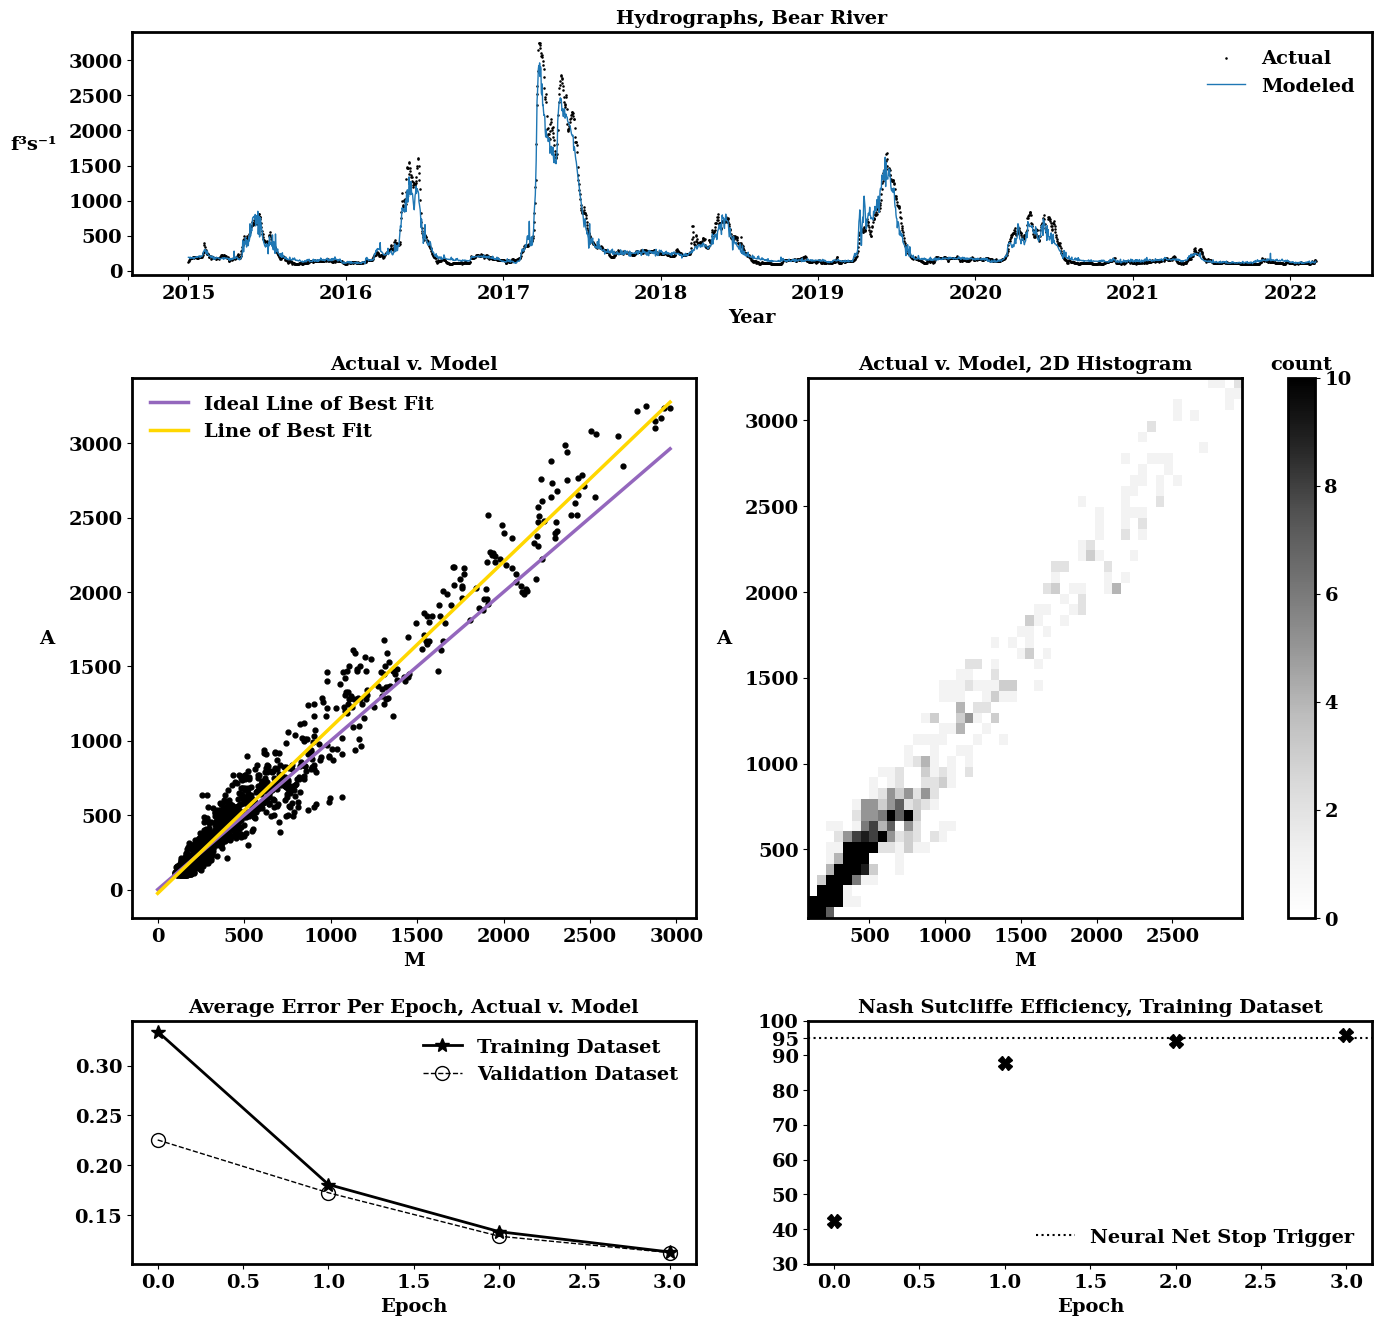 Hydrographs, Bear River
3000
2500
2000
1500
1000
500
0
f³s⁻¹
Actual
Modeled
2015 2016 2017 2018 2019 2020 2021 2022
Year
Actual v. Model
Ideal Line of Best Fit
Line of Best Fit
3000
2500
2000
1500
1000
500
0
A
0 500 1000 1500 2000 2500 3000
M
Actual v. Model, 2D Histogram
3000
2500
2000
1500
1000
500
A
500 1000 1500 2000 2500
M
count
10
8
6
4
2
0
Average Error Per Epoch, Actual v. Model
Training Dataset
Validation Dataset
0.30
0.25
0.20
0.15
0.0 0.5 1.0 1.5 2.0 2.5 3.0
Epoch
Nash Sutcliffe Efficiency, Training Dataset
100
95
90
80
70
60
50
40
30
Neural Net Stop Trigger
0.0 0.5 1.0 1.5 2.0 2.5 3.0
Epoch